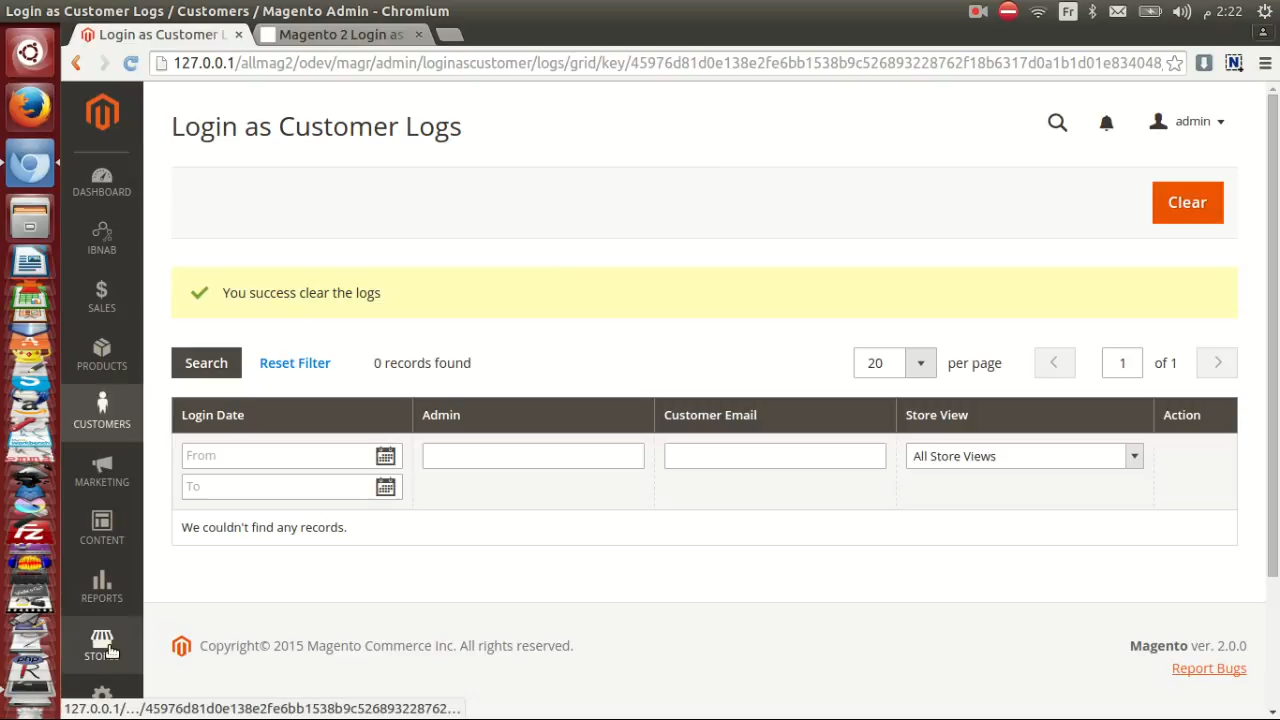 Login as Customer Logs / Customers / Magento Admin - Chromium
Fr
2:22 م
Login as Customer L
Magento 2 Login as
127.0.0.1/allmag2/odev/magr/admin/loginascustomer/logs/grid/key/45976d81d0e138e2fe6bb1538b9c526893228762f18b6317d0a1b1d01e834048
Login as Customer Logs
admin
DASHBOARD
IBNAB
SALES
PRODUCTS
CUSTOMERS
MARKETING
CONTENT
REPORTS
Clear
You success clear the logs
Search
Reset Filter
0 records found
20
per page
1
of 1
Login Date
Admin
Customer Email
Store View
Action
From
To
All Store Views
We couldn't find any records.
Copyright© 2015 Magento Commerce Inc. All rights reserved.
Magento ver. 2.0.0
Report Bugs
127.0.0.1/.../45976d81d0e138e2fe6bb1538b9c526893228762...